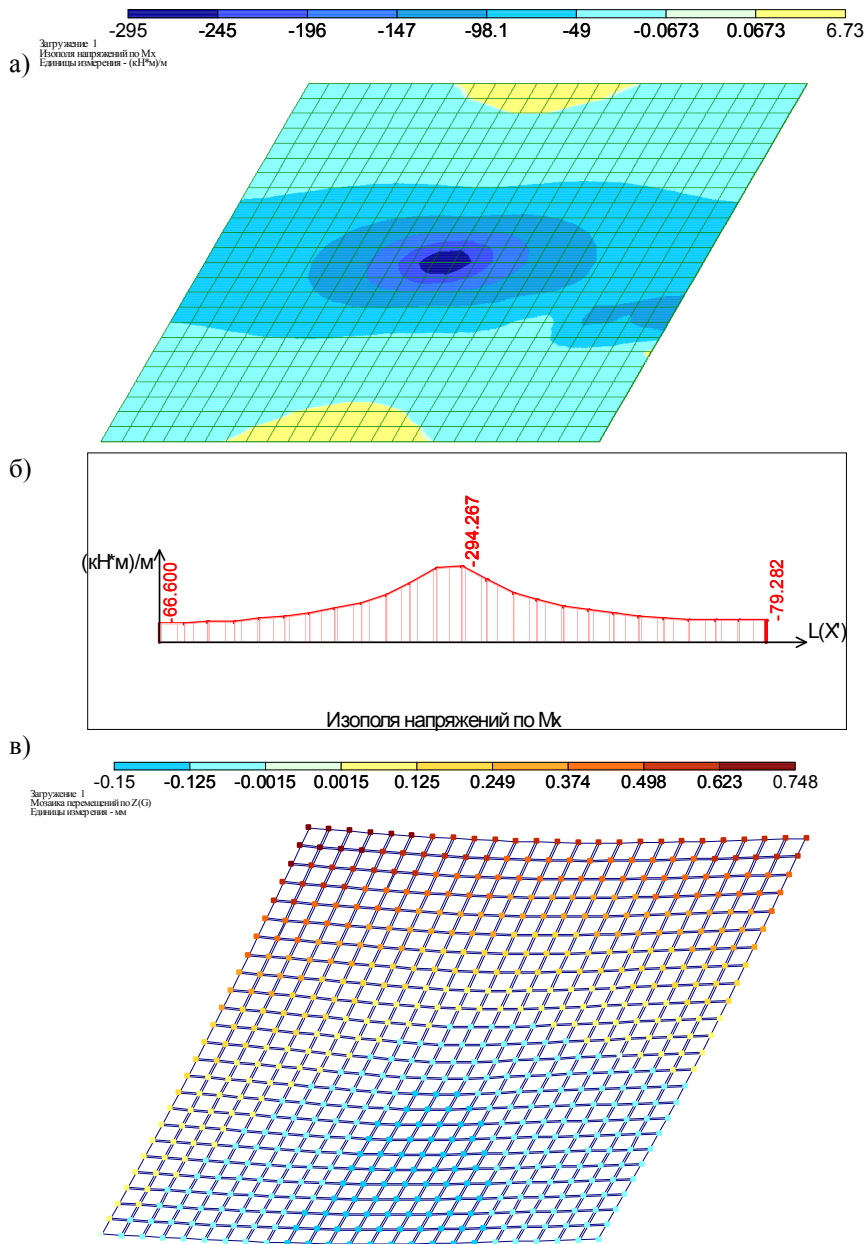 -295 -245 -196 -147 -98.1 -49 -0.0673 0.0673 6.73
Загружение 1
Изополя напряжений по Mx
Единицы измерения - (кН*м)/м
а)
б)
(кН*м)/м
-66.600
-294.267
-79.282
L(X')
Изополя напряжений по Mx
в)
-0.15 -0.125 -0.0015 0.0015 0.125 0.249 0.374 0.498 0.623 0.748
Загружение 1
Мозаика перемещений по Z(G)
Единицы измерения - мм